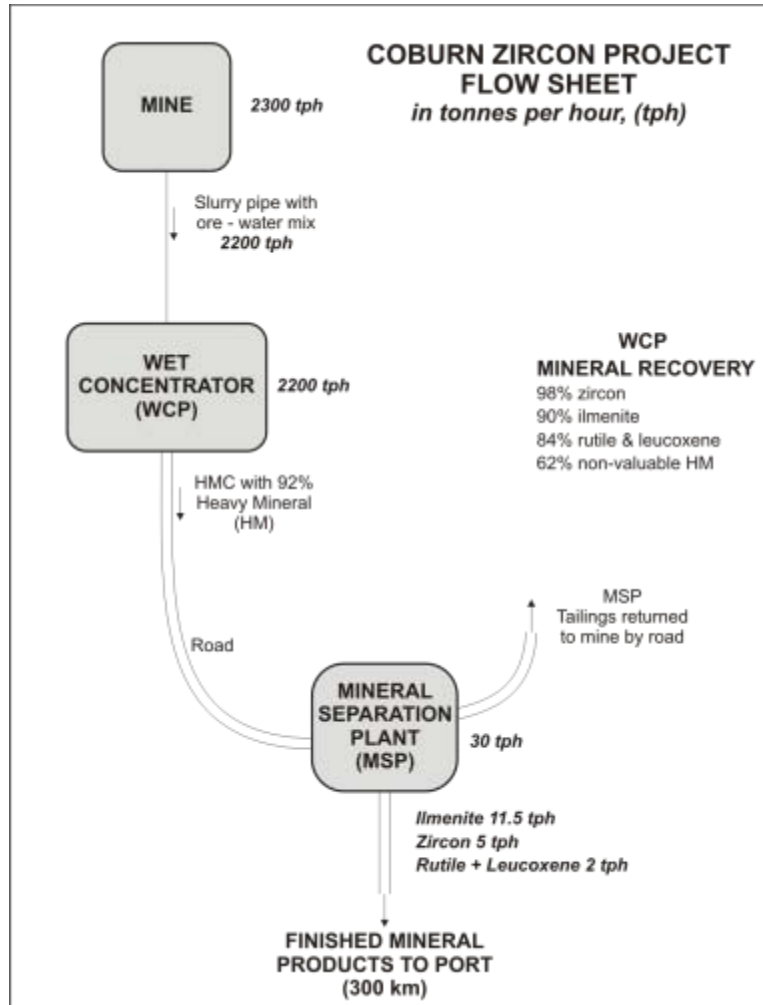 COBURN ZIRCON PROJECT
FLOW SHEET
in tonnes per hour, (tph)
MINE
2300 tph
Slurry pipe with
ore - water mix
2200 tph
WET
CONCENTRATOR
(WCP)
2200 tph
WCP
MINERAL RECOVERY
98% zircon
90% ilmenite
84% rutile & leucoxene
62% non-valuable HM
HMC with 92%
Heavy Mineral
(HM)
Road
MSP
Tailings returned
to mine by road
MINERAL
SEPARATION
PLANT
(MSP)
30 tph
Ilmenite 11.5 tph
Zircon 5 tph
Rutile + Leucoxene 2 tph
FINISHED MINERAL
PRODUCTS TO PORT
(300 km)